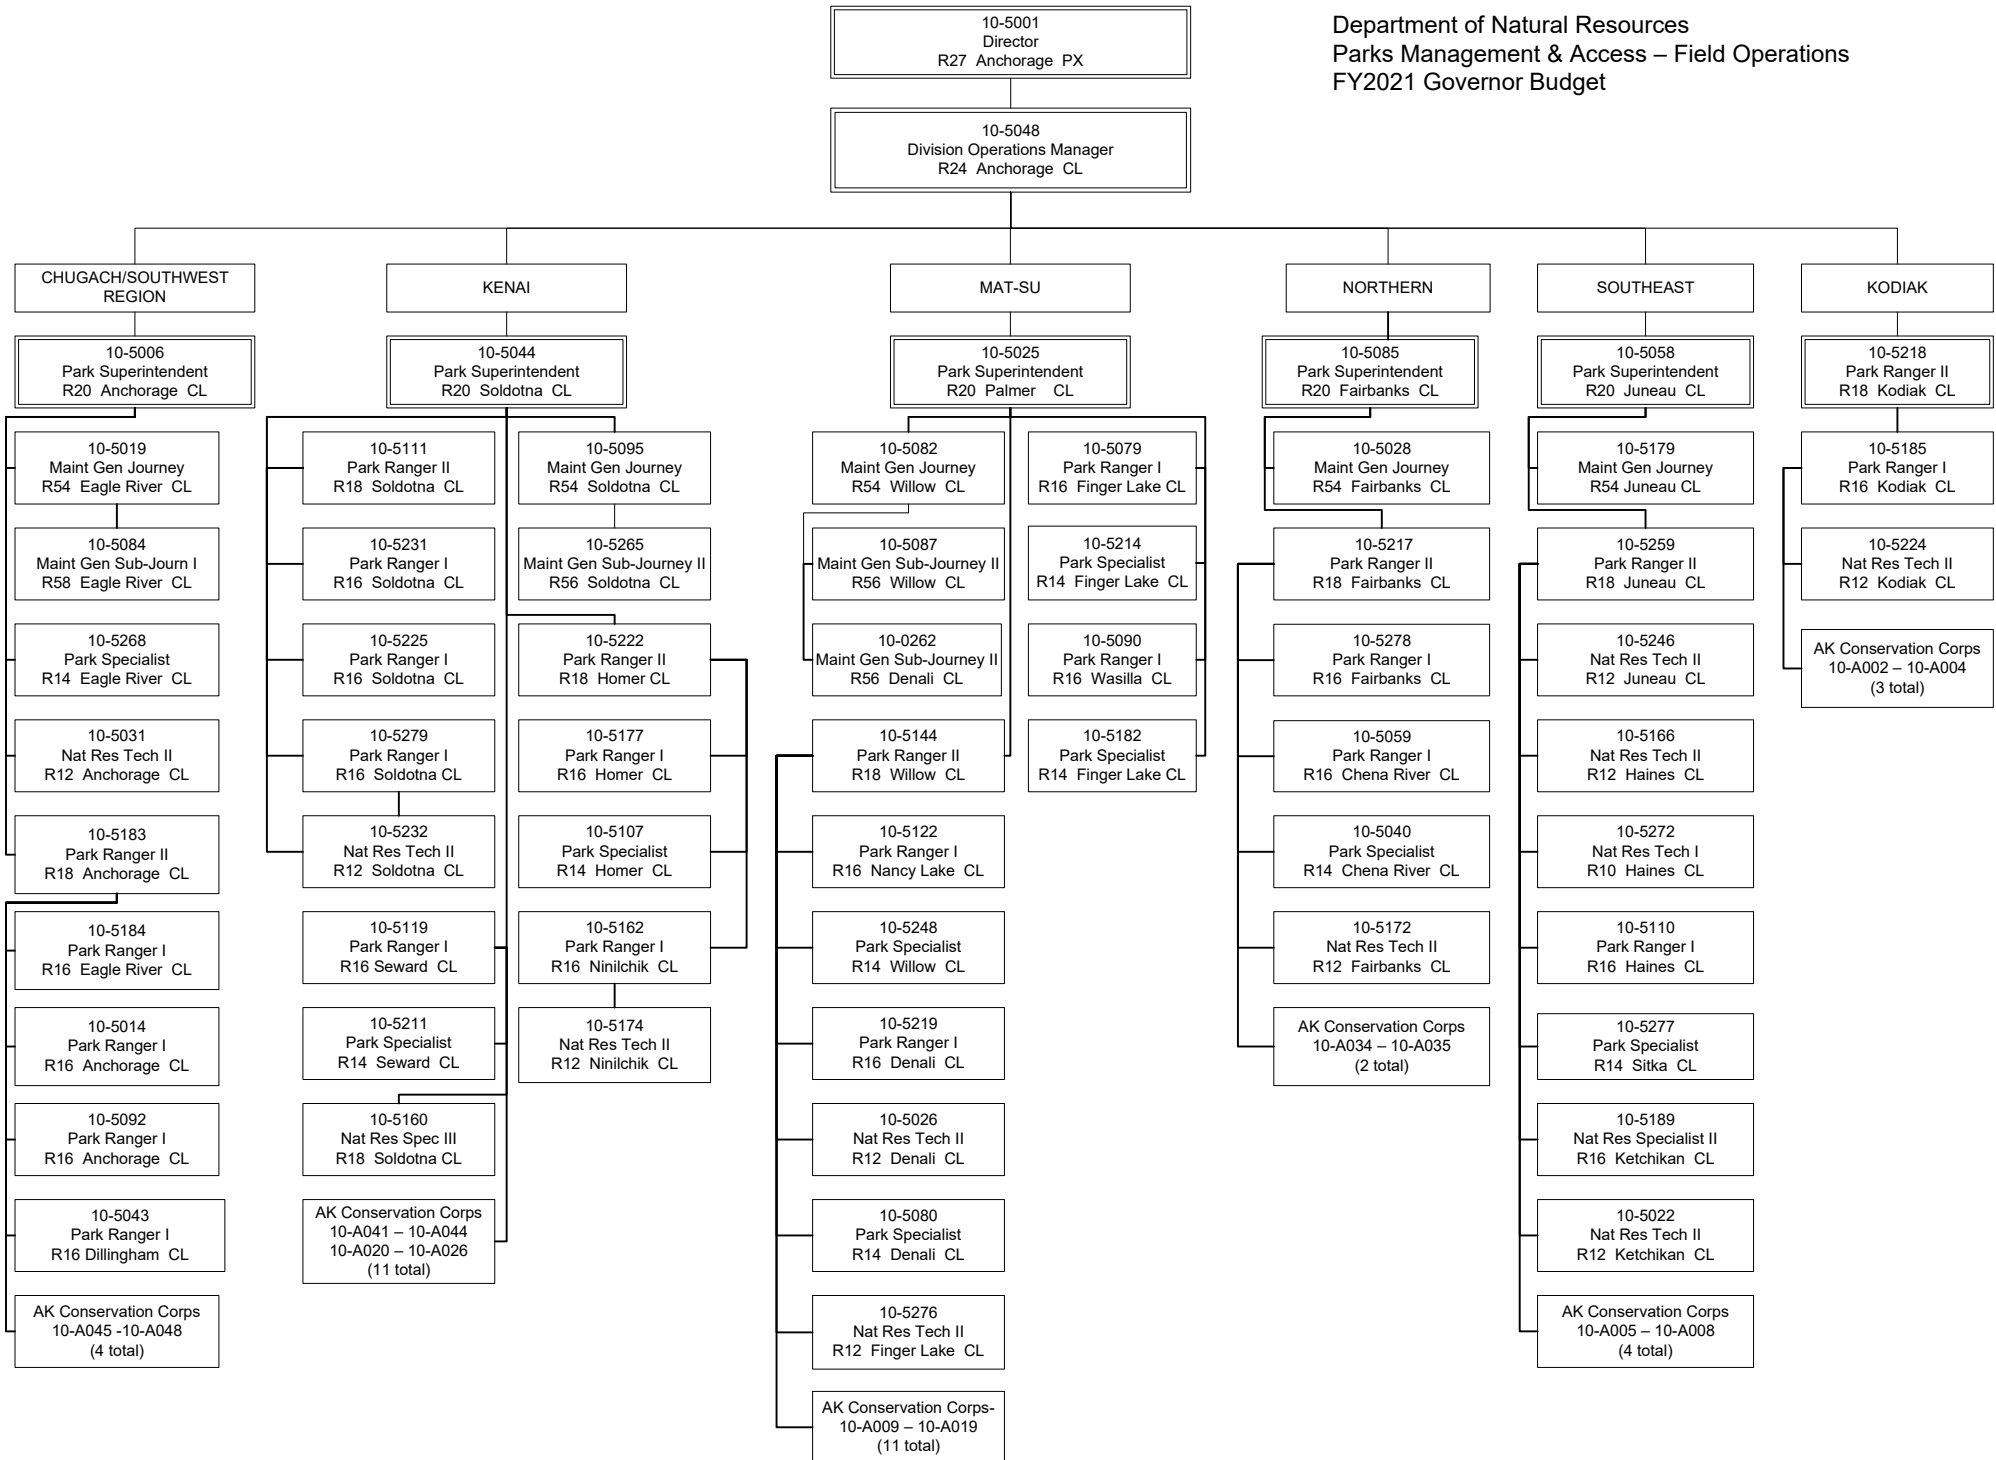 Department of Natural Resources
Parks Management & Access – Field Operations
FY2021 Governor Budget
10-5001
Director
R27 Anchorage PX
10-5048
Division Operations Manager
R24 Anchorage CL
CHUGACH/SOUTHWEST
REGION
10-5006
Park Superintendent
R20 Anchorage CL
10-5019
Maint Gen Journey
R54 Eagle River CL
10-5084
Maint Gen Sub-Journ I
R58 Eagle River CL
10-5268
Park Specialist
R14 Eagle River CL
10-5031
Nat Res Tech II
R12 Anchorage CL
10-5183
Park Ranger II
R18 Anchorage CL
10-5184
Park Ranger I
R16 Eagle River CL
10-5014
Park Ranger I
R16 Anchorage CL
10-5092
Park Ranger I
R16 Anchorage CL
10-5043
Park Ranger I
R16 Dillingham CL
AK Conservation Corps
10-A045 -10-A048
(4 total)
KENAI
10-5044
Park Superintendent
R20 Soldotna CL
10-5111
Park Ranger II
R18 Soldotna CL
10-5231
Park Ranger I
R16 Soldotna CL
10-5225
Park Ranger I
R16 Soldotna CL
10-5279
Park Ranger I
R16 Soldotna CL
10-5232
Nat Res Tech II
R12 Soldotna CL
10-5119
Park Ranger I
R16 Seward CL
10-5211
Park Specialist
R14 Seward CL
10-5160
Nat Res Spec III
R18 Soldotna CL
AK Conservation Corps
10-A041 – 10-A044
10-A020 – 10-A026
(11 total)
10-5095
Maint Gen Journey
R54 Soldotna CL
10-5265
Maint Gen Sub-Journey II
R56 Soldotna CL
10-5222
Park Ranger II
R18 Homer CL
10-5177
Park Ranger I
R16 Homer CL
10-5107
Park Specialist
R14 Homer CL
10-5162
Park Ranger I
R16 Ninilchik CL
10-5174
Nat Res Tech II
R12 Ninilchik CL
MAT-SU
10-5025
Park Superintendent
R20 Palmer CL
10-5082
Maint Gen Journey
R54 Willow CL
10-5087
Maint Gen Sub-Journey II
R56 Willow CL
10-0262
Maint Gen Sub-Journey II
R56 Denali CL
10-5144
Park Ranger II
R18 Willow CL
10-5122
Park Ranger I
R16 Nancy Lake CL
10-5248
Park Specialist
R14 Willow CL
10-5219
Park Ranger I
R16 Denali CL
10-5026
Nat Res Tech II
R12 Denali CL
10-5080
Park Specialist
R14 Denali CL
10-5276
Nat Res Tech II
R12 Finger Lake CL
AK Conservation Corps-
10-A009 – 10-A019
(11 total)
10-5079
Park Ranger I
R16 Finger Lake CL
10-5214
Park Specialist
R14 Finger Lake CL
10-5090
Park Ranger I
R16 Wasilla CL
10-5182
Park Specialist
R14 Finger Lake CL
NORTHERN
10-5085
Park Superintendent
R20 Fairbanks CL
10-5028
Maint Gen Journey
R54 Fairbanks CL
10-5217
Park Ranger II
R18 Fairbanks CL
10-5278
Park Ranger I
R16 Fairbanks CL
10-5059
Park Ranger I
R16 Chena River CL
10-5040
Park Specialist
R14 Chena River CL
10-5172
Nat Res Tech II
R12 Fairbanks CL
AK Conservation Corps
10-A034 – 10-A035
(2 total)
SOUTHEAST
10-5058
Park Superintendent
R20 Juneau CL
10-5179
Maint Gen Journey
R54 Juneau CL
10-5259
Park Ranger II
R18 Juneau CL
10-5246
Nat Res Tech II
R12 Juneau CL
10-5166
Nat Res Tech II
R12 Haines CL
10-5272
Nat Res Tech I
R10 Haines CL
10-5110
Park Ranger I
R16 Haines CL
10-5277
Park Specialist
R14 Sitka CL
10-5189
Nat Res Specialist II
R16 Ketchikan CL
10-5022
Nat Res Tech II
R12 Ketchikan CL
AK Conservation Corps
10-A005 – 10-A008
(4 total)
KODIAK
10-5218
Park Ranger II
R18 Kodiak CL
10-5185
Park Ranger I
R16 Kodiak CL
10-5224
Nat Res Tech II
R12 Kodiak CL
AK Conservation Corps
10-A002 – 10-A004
(3 total)